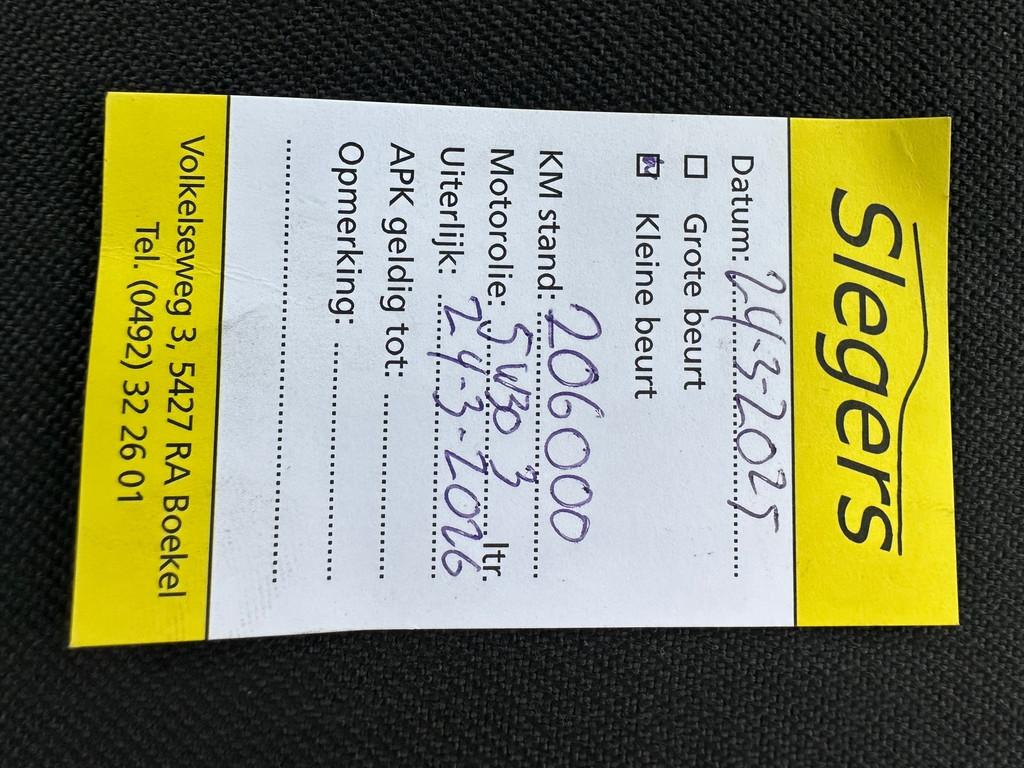 Slegers
Datum: 24-3-2025
Grote beurt
Kleine beurt
KM stand: 206000
Motorolie: 5W30 3 ltr.
Uiterlijk: 24-3-2026
APK geldig tot:
Opmerking:
Volkelseweg 3, 5427 RA Boekel
Tel. (0492) 32 26 01